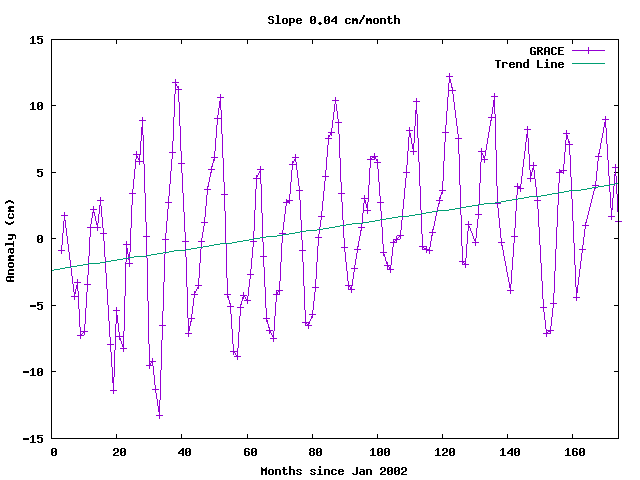 Slope 0.04 cm/month
GRACE
Trend Line
Anomaly (cm)
15
10
5
0
-5
-10
-15
0 20 40 60 80 100 120 140 160
Months since Jan 2002